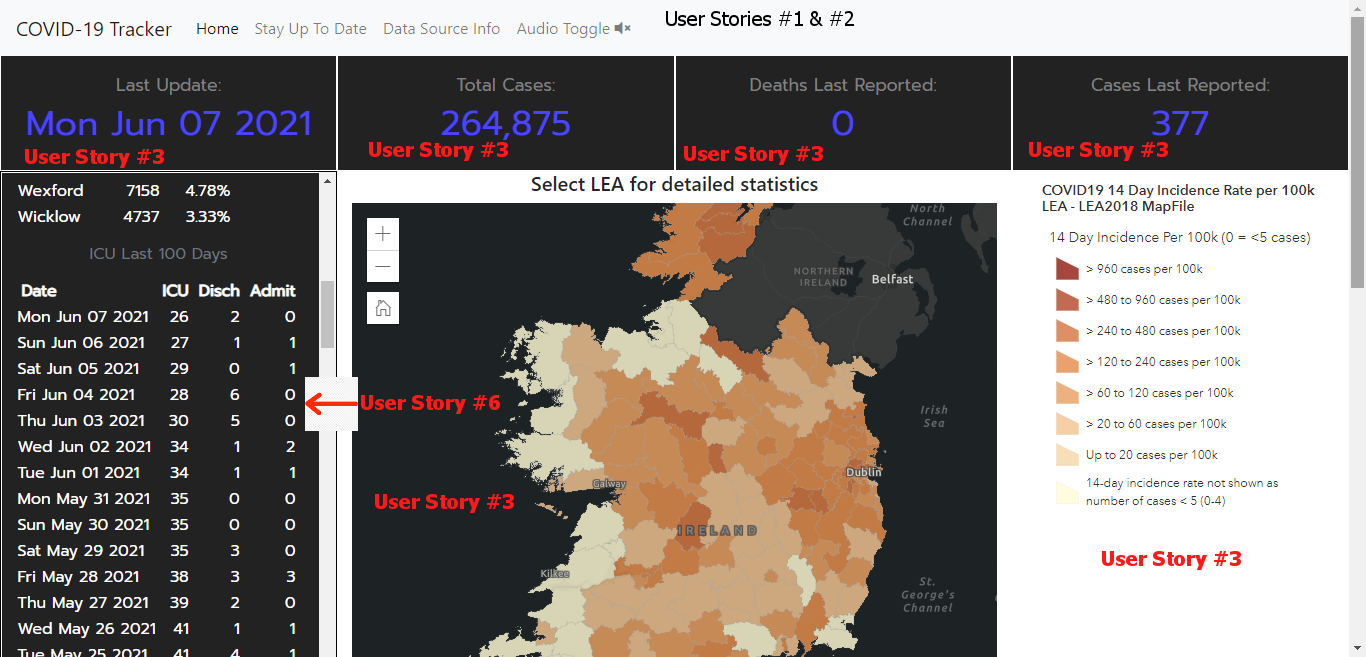 COVID-19 Tracker Home Stay Up To Date Data Source Info Audio Toggle
User Stories #1 & #2
Last Update:
Mon Jun 07 2021
User Story #3
Total Cases:
264,875
User Story #3
Deaths Last Reported:
0
User Story #3
Cases Last Reported:
377
User Story #3
Wexford 7158 4.78%
Wicklow 4737 3.33%
ICU Last 100 Days
Date ICU Disch Admit
Mon Jun 07 2021 26 2 0
Sun Jun 06 2021 27 1 1
Sat Jun 05 2021 29 0 1
Fri Jun 04 2021 28 6 0
Thu Jun 03 2021 30 5 0
Wed Jun 02 2021 34 1 2
Tue Jun 01 2021 34 1 1
Mon May 31 2021 35 0 0
Sun May 30 2021 35 0 0
Sat May 29 2021 35 3 0
Fri May 28 2021 38 3 3
Thu May 27 2021 39 2 0
Wed May 26 2021 41 1 1
Tue May 25 2021 41 4 1
User Story #6
User Story #3
Select LEA for detailed statistics
North
Channel
NORTHERN
IRELAND
Belfast
Irish
Sea
Dublin
Galway
IRELAND
Kilkee
St.
George's
Channel
COVID19 14 Day Incidence Rate per 100k
LEA - LEA2018 MapFile
14 Day Incidence Per 100k (0 = <5 cases)
> 960 cases per 100k
> 480 to 960 cases per 100k
> 240 to 480 cases per 100k
> 120 to 240 cases per 100k
> 60 to 120 cases per 100k
> 20 to 60 cases per 100k
Up to 20 cases per 100k
14-day incidence rate not shown as
number of cases < 5 (0-4)
User Story #3